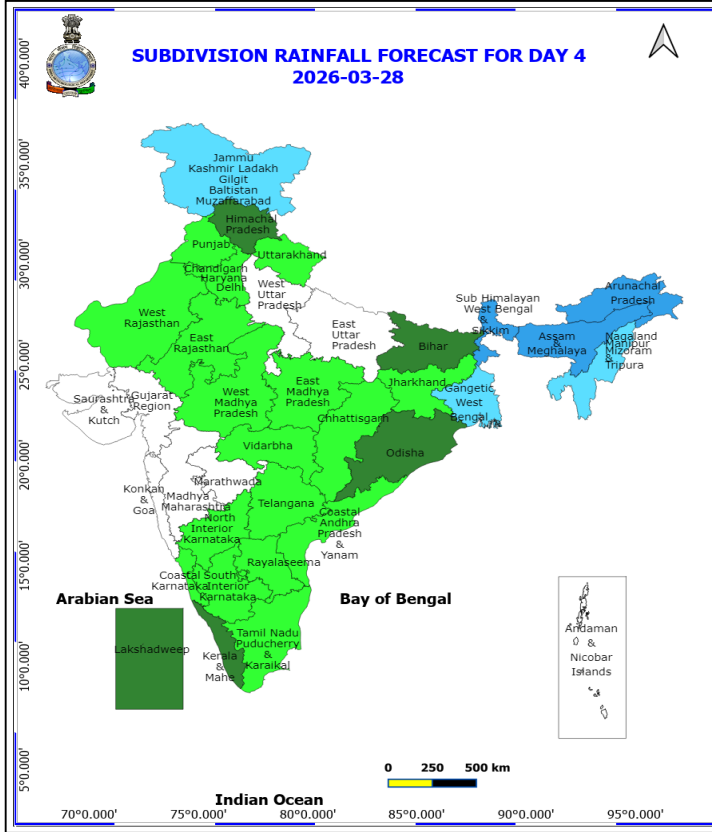 SUBDIVISION RAINFALL FORECAST FOR DAY 4
2026-03-28
40°0.000'
35°0.000'
30°0.000'
25°0.000'
20°0.000'
15°0.000'
10°0.000'
5°0.000'
Jammu
Kashmir Ladakh
Gilgit
Baltistan
Muzaffarabad
Himachal
Pradesh
Punjab
Uttarakhand
Chandigarh
Haryana
Delhi
West
Uttar
Pradesh
West
Rajasthan
East
Rajasthan
East
Uttar
Pradesh
Bihar
Sub Himalayan
West Bengal
&
Sikkim
Arunachal
Pradesh
Assam
&
Meghalaya
Nagaland
Manipur
Mizoram
&
Tripura
Saurashtra
&
Kutch
Gujarat
Region
West
Madhya
Pradesh
East
Madhya
Pradesh
Jharkhand
Gangetic
West
Bengal
Chhattisgarh
Vidarbha
Odisha
Konkan
&
Goa
Madhya
Maharashtra
Marathwada
North
Interior
Karnataka
Telangana
Coastal
Andhra
Pradesh
&
Yanam
Rayalaseema
Coastal
Karnataka
South
Interior
Karnataka
Arabian Sea
Bay of Bengal
Lakshadweep
Kerala
&
Mahe
Tamil Nadu
Puducherry
&
Karaikal
Andaman
&
Nicobar
Islands
0 250 500 km
Indian Ocean
70°0.000' 75°0.000' 80°0.000' 85°0.000' 90°0.000' 95°0.000'